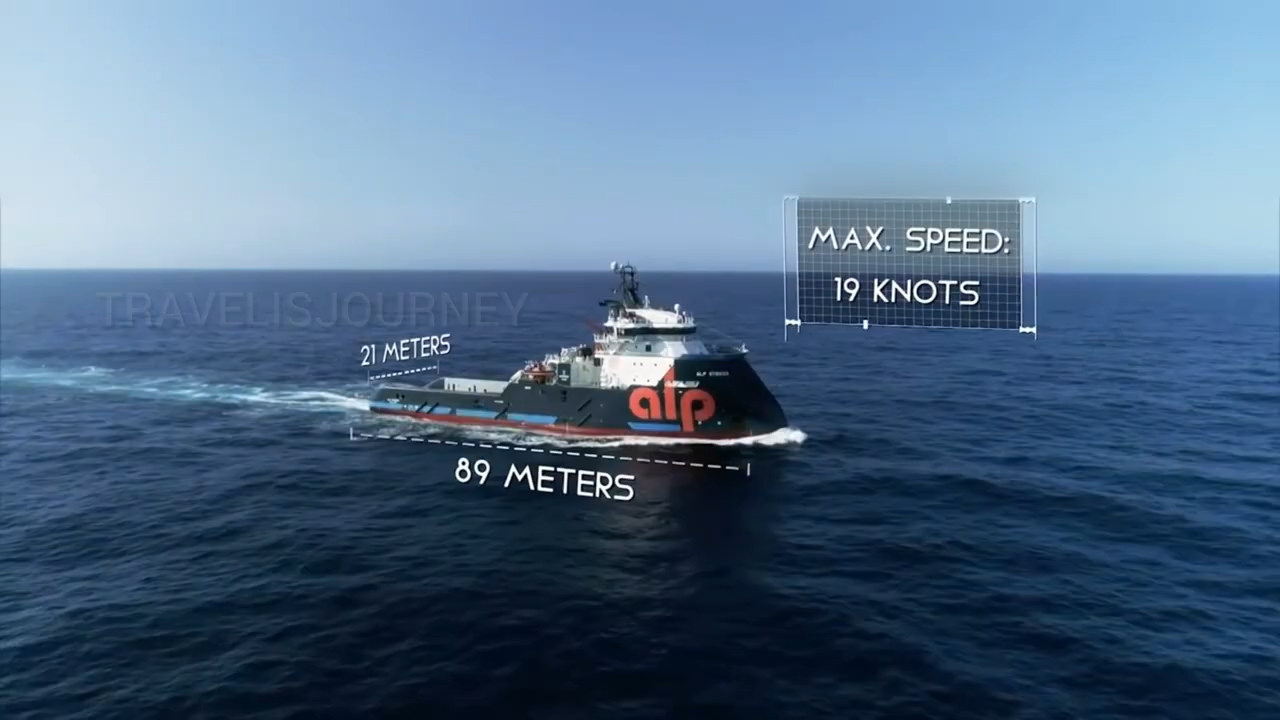 MAX. SPEED:
19 KNOTS
TRAVELISJOURNEY
21 METERS
alp
89 METERS